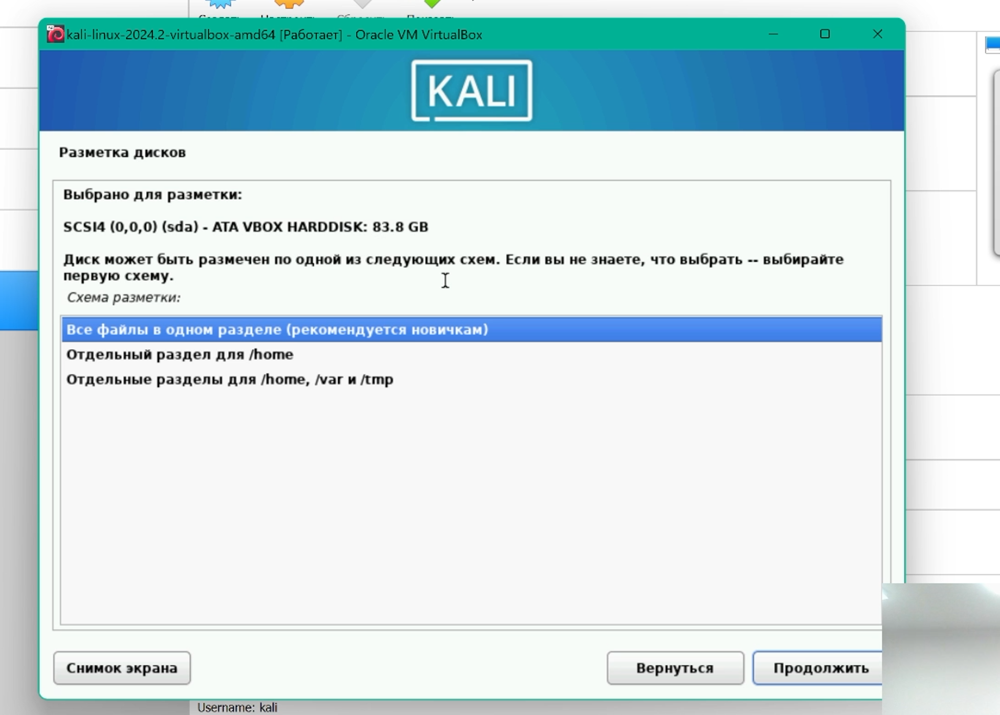 kali-linux-2024.2-virtualbox-amd64 [Работает] - Oracle VM VirtualBox
KALI
Разметка дисков
Выбрано для разметки:
SCSI4 (0,0,0) (sda) - ATA VBOX HARDDISK: 83.8 GB
Диск может быть размечен по одной из следующих схем. Если вы не знаете, что выбрать -- выбирайте
первую схему.
Схема разметки:
Все файлы в одном разделе (рекомендуется новичкам)
Отдельный раздел для /home
Отдельные разделы для /home, /var и /tmp
Снимок экрана
Вернуться
Продолжить
Username: kali